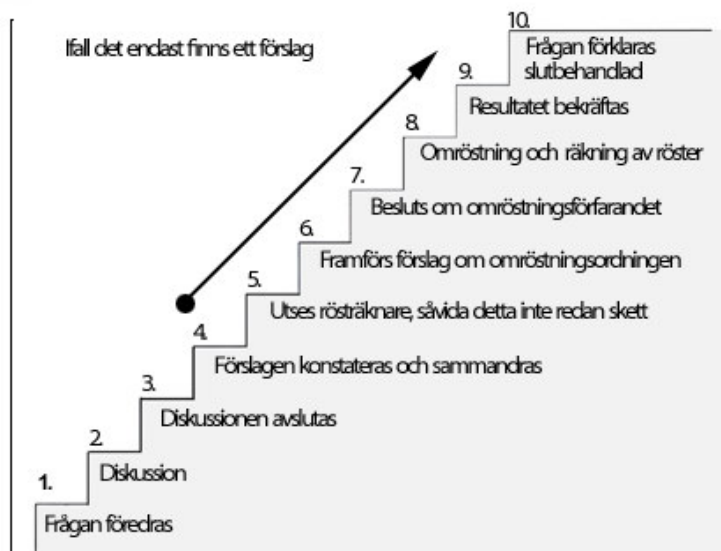 Ifall det endast finns ett förslag
10.
Frågan förklaras
slutbehandlad
9.
Resultatet bekräftas
8.
Omröstning och räkning av röster
7.
Besluts om omröstningsförfarandet
6.
Framförs förslag om omröstningsordningen
5.
Utses rösträknare, såvida detta inte redan skett
4.
Förslagen konstateras och sammandras
3.
Diskussionen avslutas
2.
Diskussion
1.
Frågan föredras